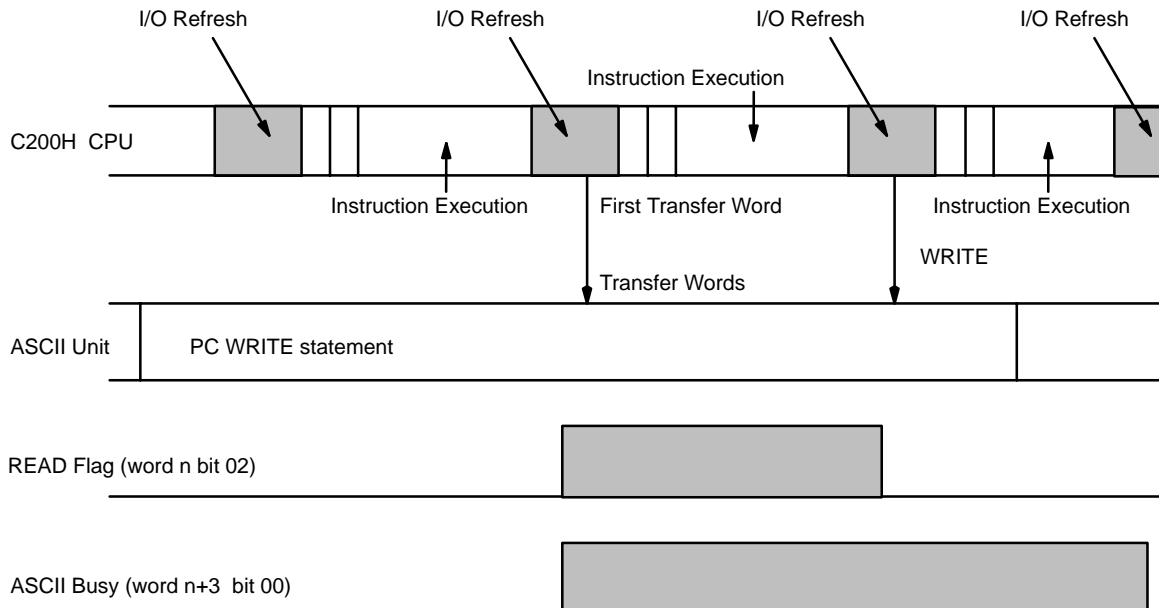 I/O Refresh I/O Refresh I/O Refresh I/O Refresh
Instruction Execution
C200H CPU
Instruction Execution First Transfer Word Instruction Execution
WRITE
Transfer Words
ASCII Unit PC WRITE statement
READ Flag (word n bit 02)
ASCII Busy (word n+3 bit 00)